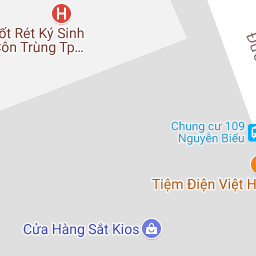 H
ốt Rét Ký Sinh
Côn Trùng Tp...
Chung cư 109
Nguyễn Biểu
Tiệm Điện Việt H
Cửa Hàng Sắt Kios